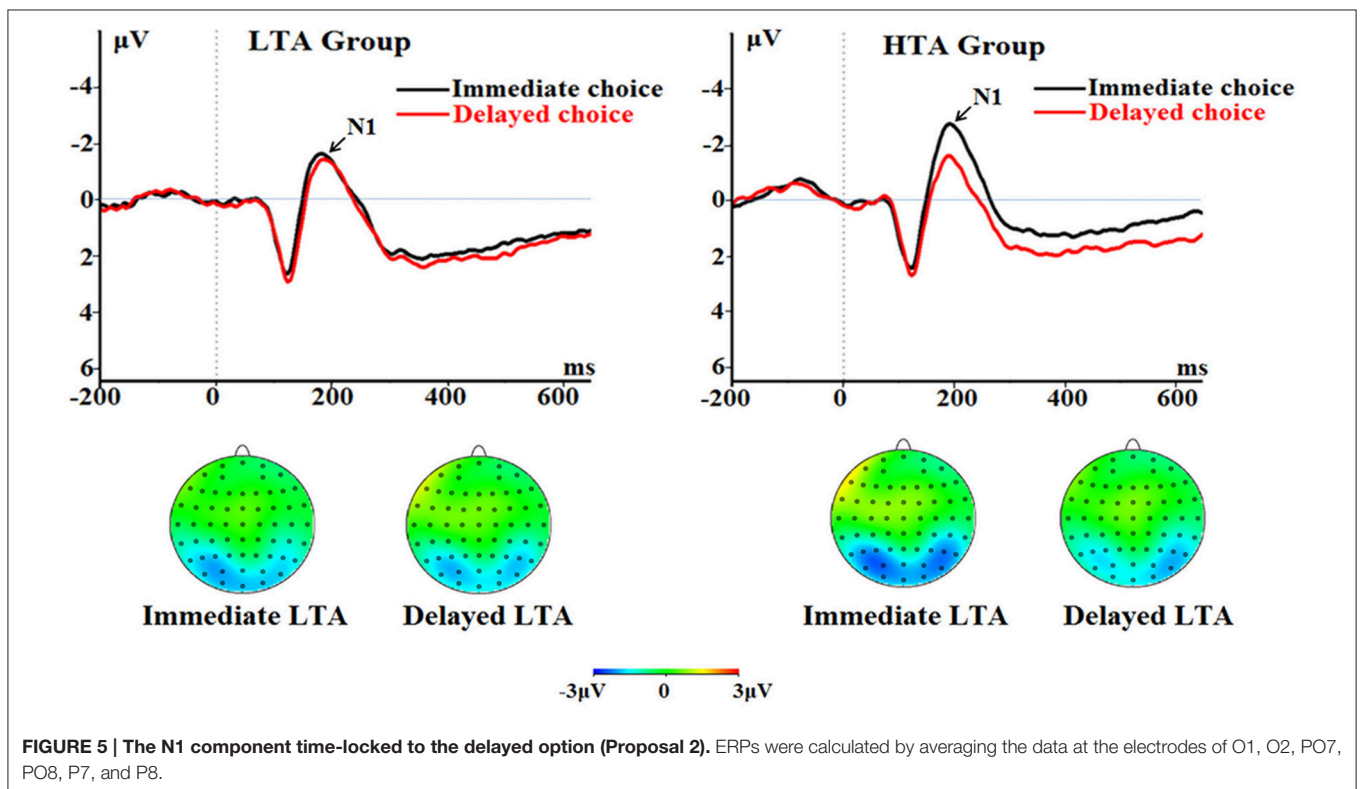 μV LTA Group
Immediate choice
Delayed choice
N1
-4
-2
0
2
4
6
ms
-200 0 200 400 600
μV HTA Group
Immediate choice
Delayed choice
N1
-4
-2
0
2
4
6
ms
-200 0 200 400 600
Immediate LTA Delayed LTA
Immediate LTA Delayed LTA
-3μV 0 3μV
FIGURE 5 | The N1 component time-locked to the delayed option (Proposal 2). ERPs were calculated by averaging the data at the electrodes of O1, O2, PO7,
PO8, P7, and P8.